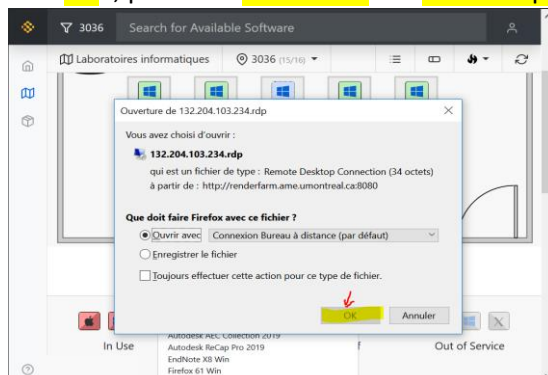 3036
Search for Available Software
Laboratoires informatiques
3036 (15/16)
Ouverture de 132.204.103.234.rdp
Vous avez choisi d'ouvrir :
132.204.103.234.rdp
qui est un fichier de type : Remote Desktop Connection (34 octets)
à partir de : http://renderfarm.ame.umontreal.ca:8080
Que doit faire Firefox avec ce fichier ?
Ouvrir avec Connexion Bureau à distance (par défaut)
Enregistrer le fichier
Toujours effectuer cette action pour ce type de fichier.
OK
Annuler
In Use
Out of Service
Autodesk AEC Collection 2019
Autodesk ReCap Pro 2019
EndNote X8 Win
Firefox 61 Win